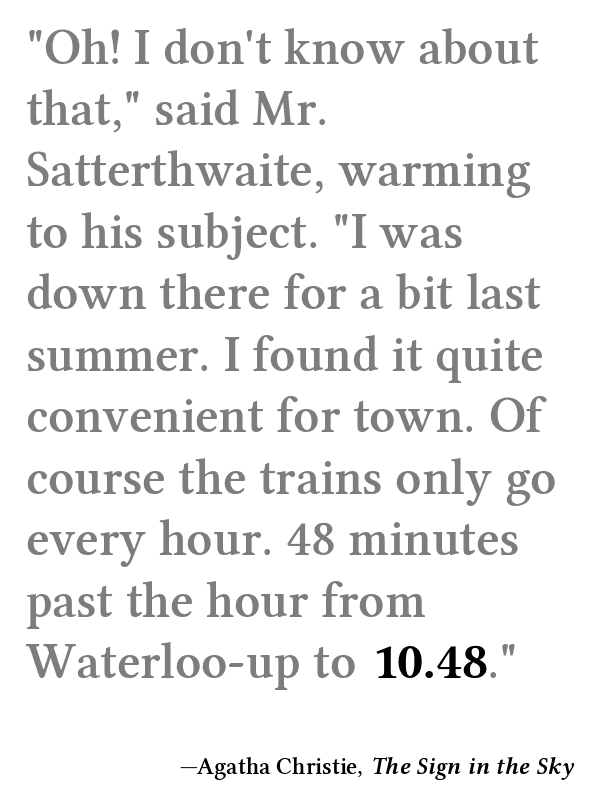 "Oh! I don't know about
that," said Mr.
Satterthwaite, warming
to his subject. "I was
down there for a bit last
summer. I found it quite
convenient for town. Of
course the trains only go
every hour. 48 minutes
past the hour from
Waterloo-up to 10.48."
—Agatha Christie, The Sign in the Sky